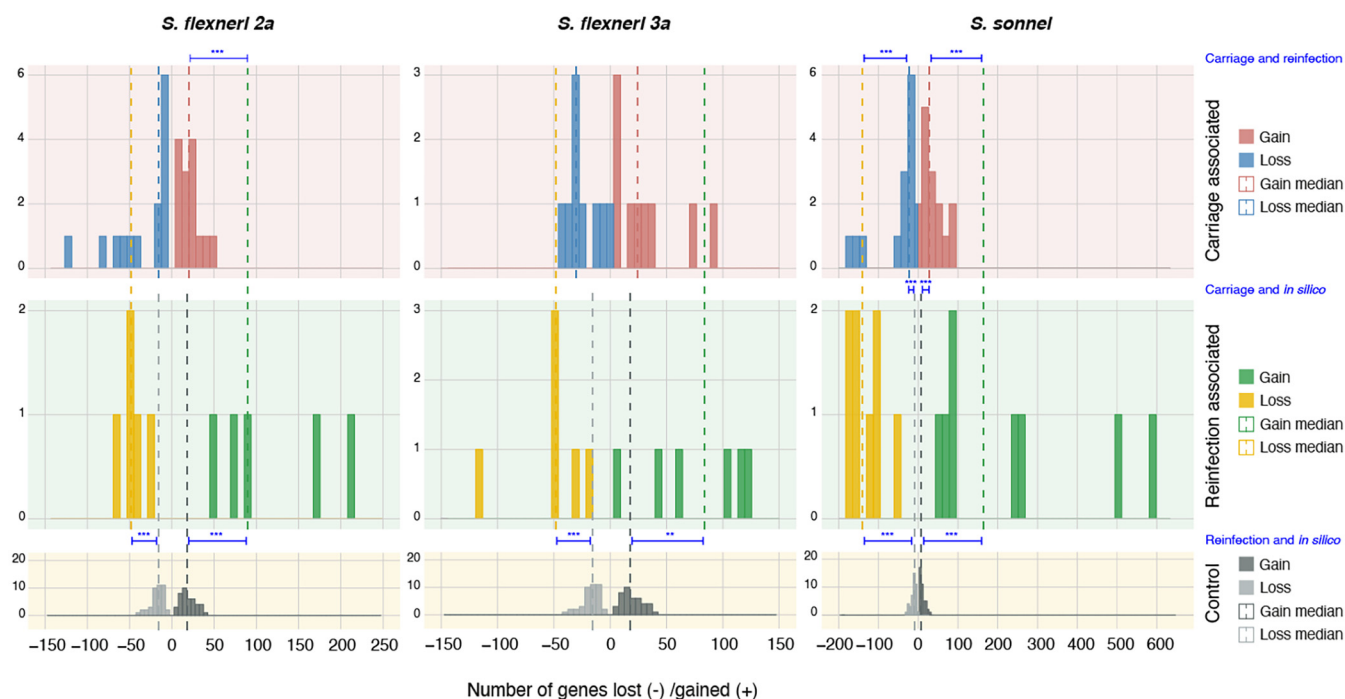 S. flexnerl 2a
S. flexnerl 3a
S. sonnel
*** *** ***
Carriage and reinfection
6
4
2
0
3
2
1
0
6
4
2
0
Carriage associated
Gain
Loss
Gain median
Loss median
*** ***
Carriage and in silico
2
1
0
3
2
1
0
2
1
0
Reinfection associated
Gain
Loss
Gain median
Loss median
*** *** *** ** *** ***
Reinfection and in silico
20
10
0
20
10
0
20
10
0
Control
Gain
Loss
Gain median
Loss median
−150 −100 −50 0 50 100 150 200 250
−150 −100 −50 0 50 100 150
−200 −100 0 100 200 300 400 500 600
Number of genes lost (-) /gained (+)